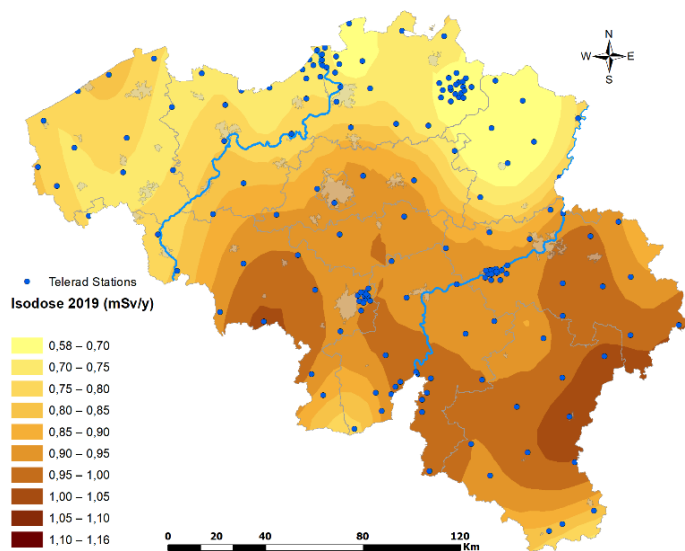 N
W E
S
Telerad Stations
Isodose 2019 (mSv/y)
0,58 – 0,70
0,70 – 0,75
0,75 – 0,80
0,80 – 0,85
0,85 – 0,90
0,90 – 0,95
0,95 – 1,00
1,00 – 1,05
1,05 – 1,10
1,10 – 1,16
0 20 40 80 120
Km